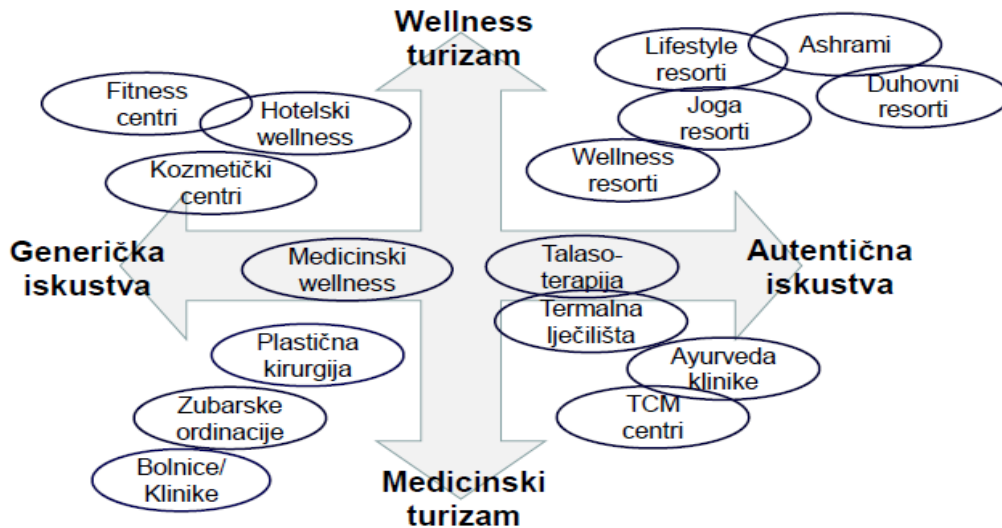 Wellness
turizam
Lifestyle
resorti
Ashrami
Duhovni
resorti
Fitness
centri
Hotelski
wellness
Joga
resorti
Kozmetički
centri
Wellness
resorti
Generička
iskustva
Medicinski
wellness
Talaso-
terapija
Autentična
iskustva
Termalna
lječilišta
Plastična
kirurgija
Ayurveda
klinike
Zubarske
ordinacije
TCM
centri
Bolnice/
Klinike
Medicinski
turizam